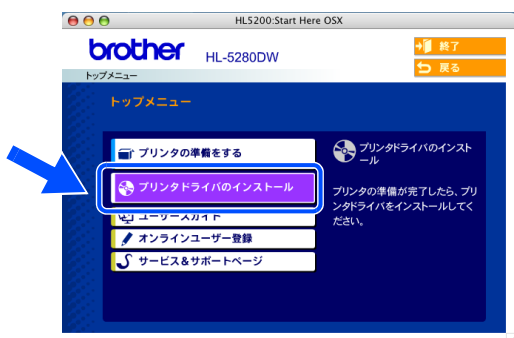 HL5200:Start Here OSX
brother HL-5280DW
終了
戻る
トップメニュー
トップメニュー
プリンタの準備をする
プリンタドライバのインストール
ユーザーズガイド
オンラインユーザー登録
サービス&サポートページ
プリンタドライバのインスト
ール
プリンタの準備が完了したら、プリ
ンタドライバをインストールしてく
ださい。